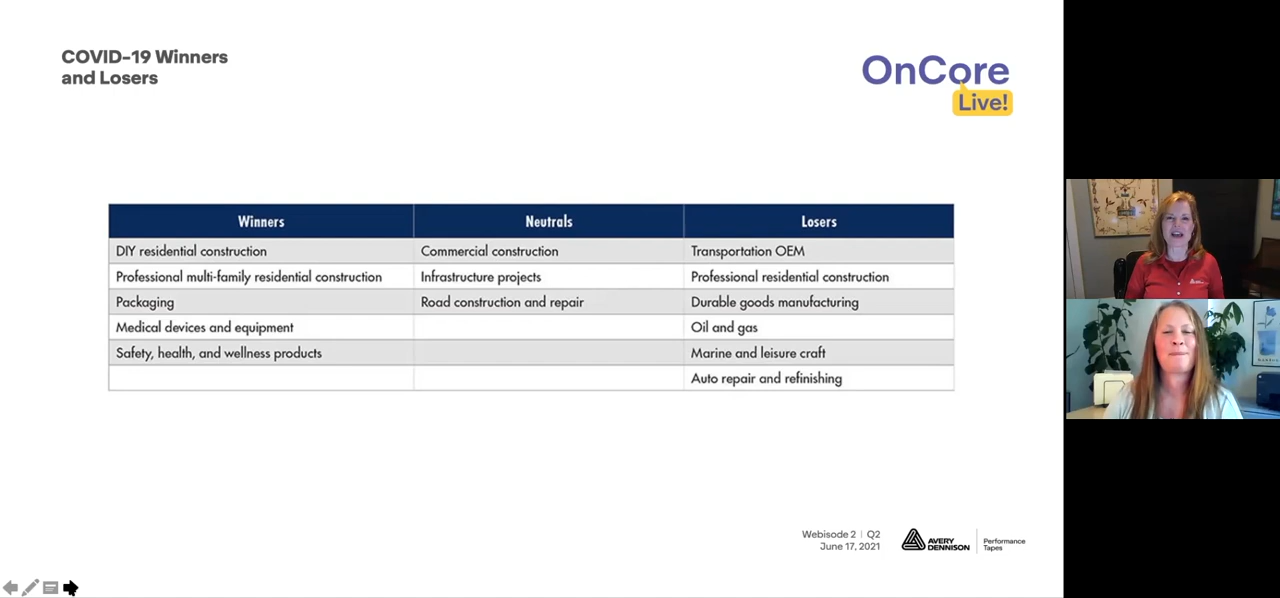 COVID-19 Winners
and Losers
OnCore
Live!
Winners Neutrals Losers
DIY residential construction Commercial construction Transportation OEM
Professional multi-family residential construction Infrastructure projects Professional residential construction
Packaging Road construction and repair Durable goods manufacturing
Medical devices and equipment Oil and gas
Safety, health, and wellness products Marine and leisure craft
Auto repair and refinishing
Webisode 2 | Q2
June 17, 2021
AVERY
DENNISON
Performance
Tapes